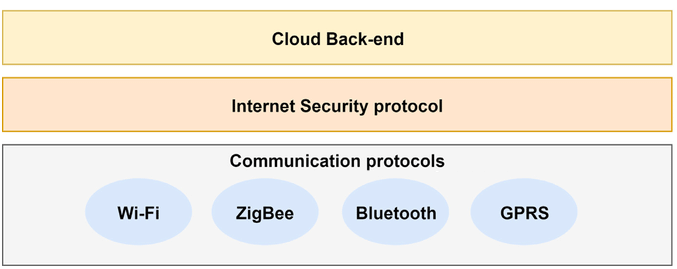 Cloud Back-end
Internet Security protocol
Communication protocols
Wi-Fi ZigBee Bluetooth GPRS